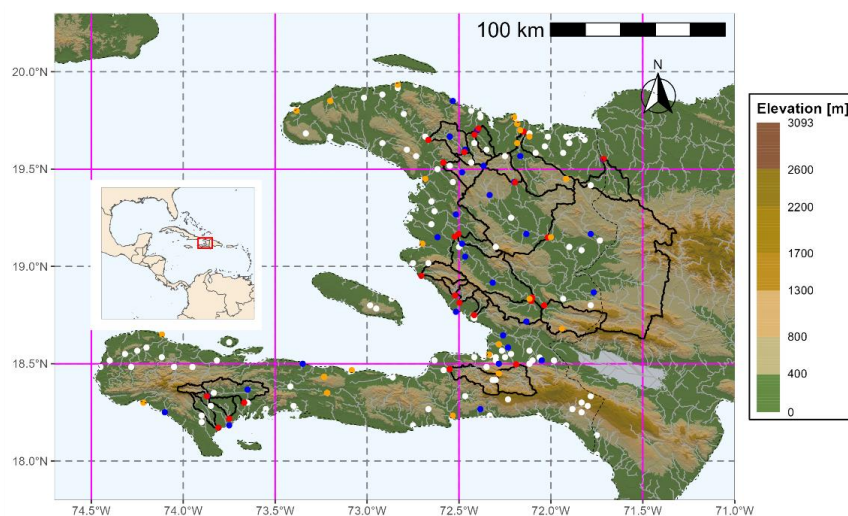 100 km
N
20.0°N
19.5°N
19.0°N
18.5°N
18.0°N
74.5°W
74.0°W
73.5°W
73.0°W
72.5°W
72.0°W
71.5°W
71.0°W
Elevation [m]
3093
2600
2200
1700
1300
800
400
0